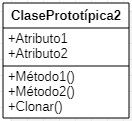 ClasePrototípica2
+Atributo1
+Atributo2
+Método1()
+Método2()
+Clonar()